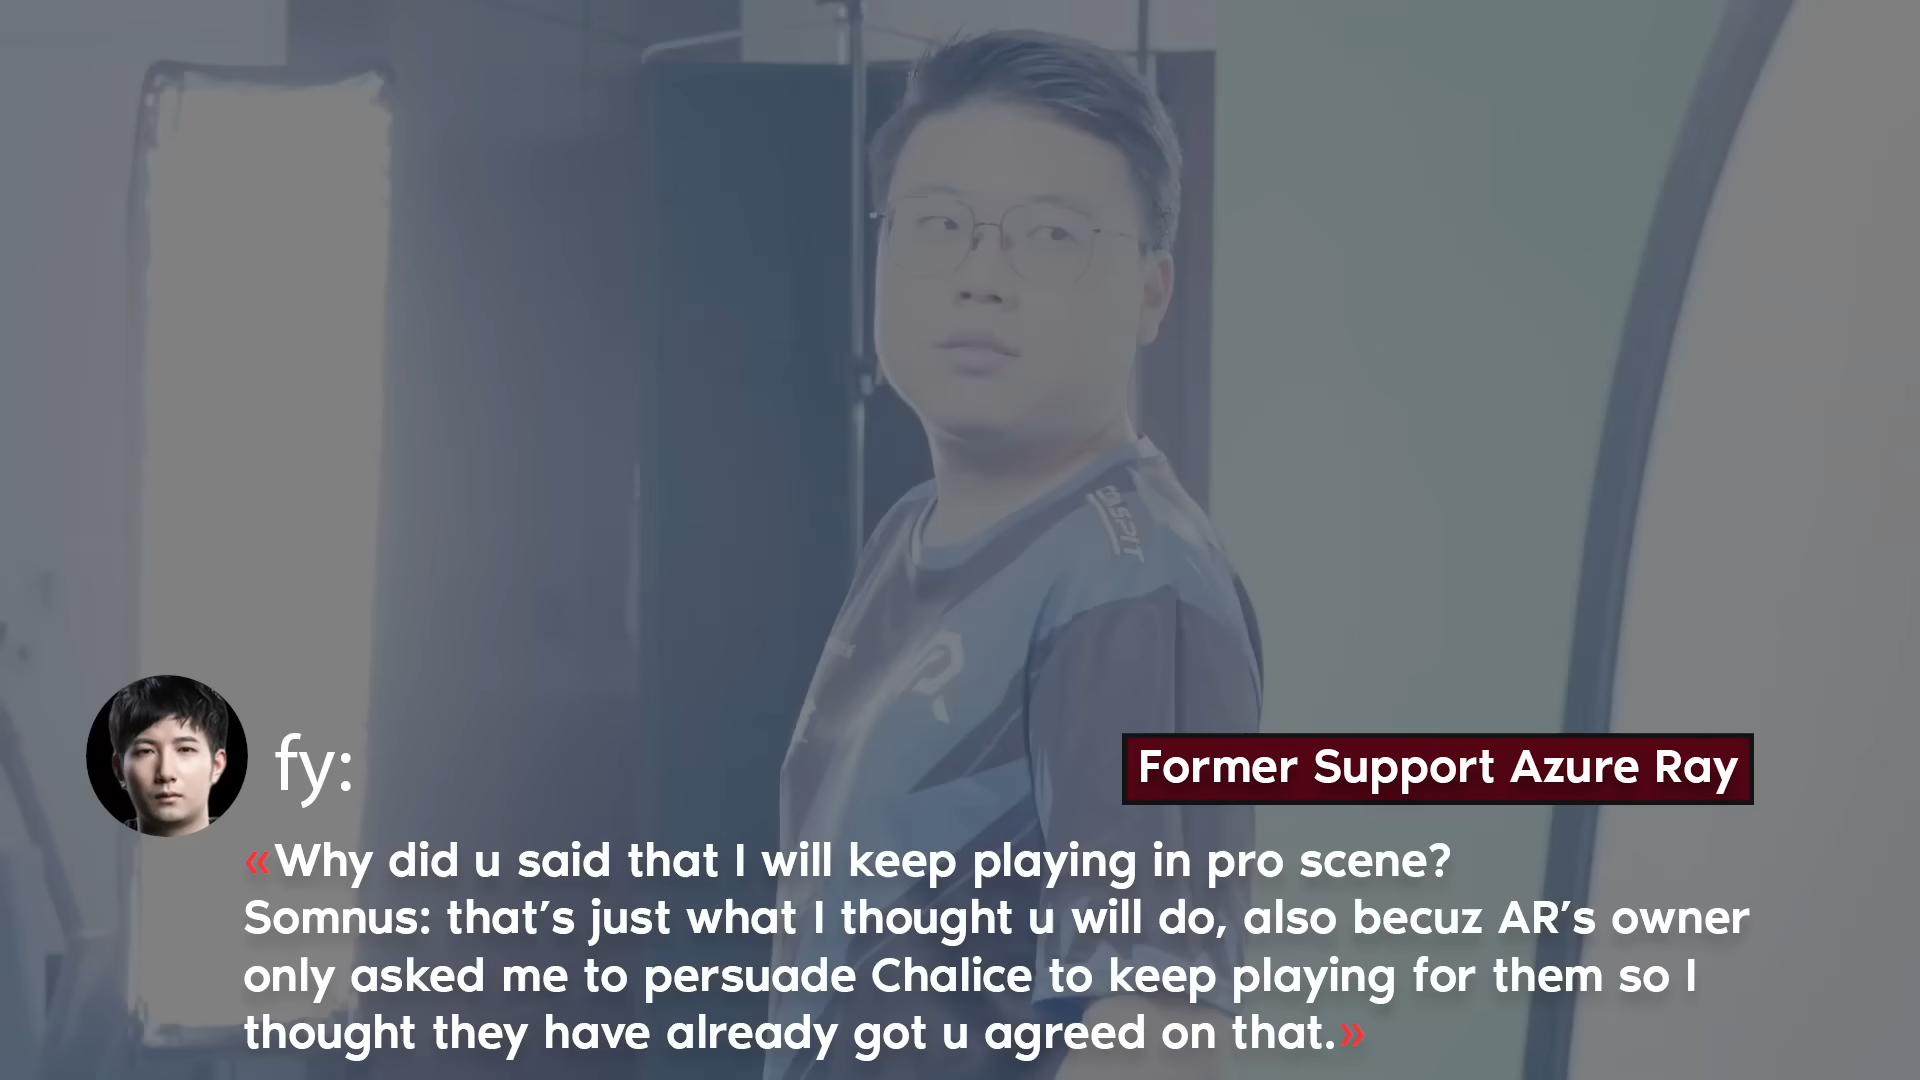 fy:
Former Support Azure Ray
«Why did u said that I will keep playing in pro scene?
Somnus: that's just what I thought u will do, also becuz AR's owner
only asked me to persuade Chalice to keep playing for them so I
thought they have already got u agreed on that.»